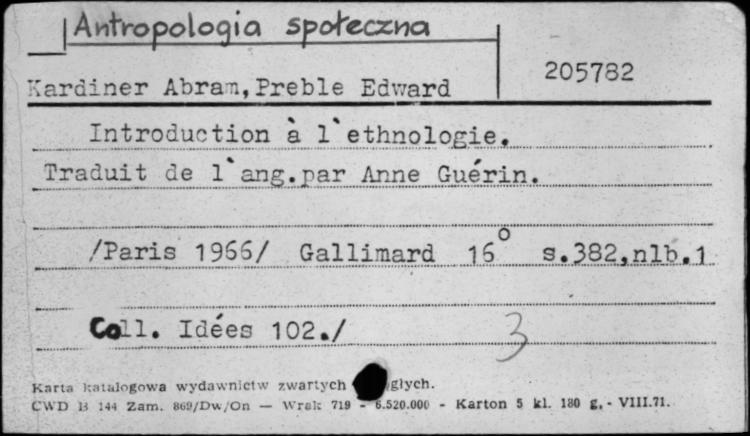 Antropologia społeczna
205782
Kardiner Abram,Preble Edward
Introduction à l`ethnologie.
Traduit de l`ang.par Anne Guérin.
/Paris 1966/ Gallimard 16° s.382,nlb.1
Coll. Idées 102./
3
Karta katalogowa wydawnictw zwartych głych.
CWD B 144 Zam. 869/Dw/On — Wrak 719 - 6.520.000 - Karton 5 kl. 180 g. - VIII.71.